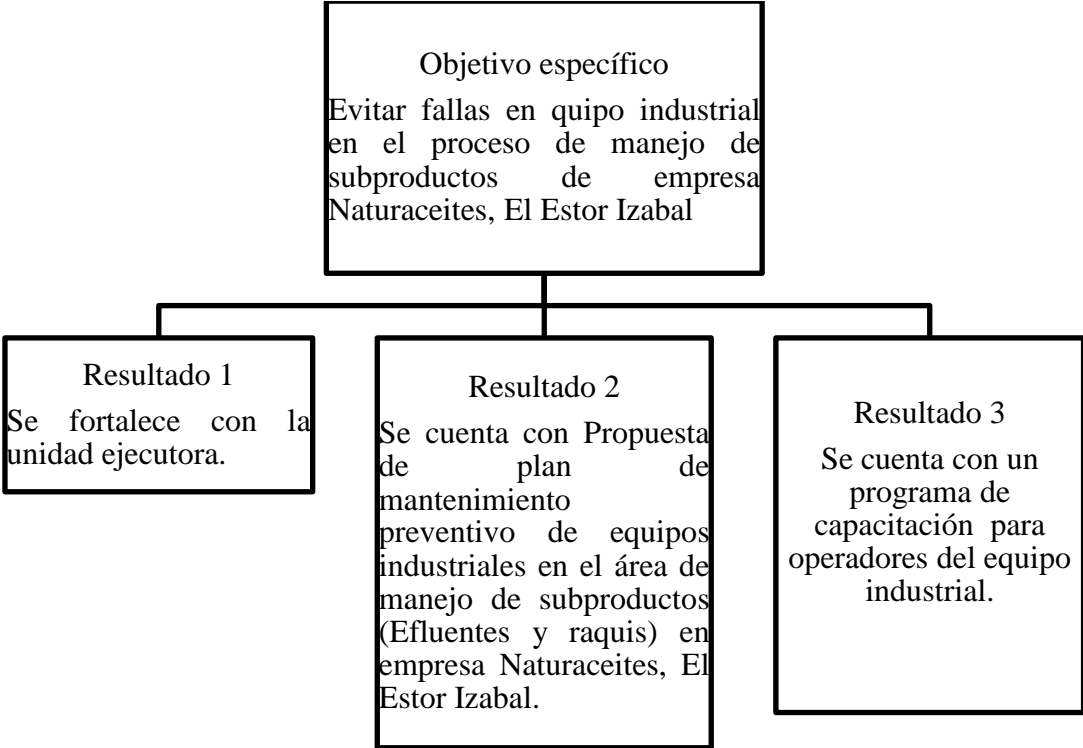 Objetivo específico
Evitar fallas en quipo industrial
en el proceso de manejo de
subproductos de empresa
Naturaceites, El Estor Izabal
Resultado 1
Se fortalece con la
unidad ejecutora.
Resultado 2
Se cuenta con Propuesta
de plan de
mantenimiento
preventivo de equipos
industriales en el área de
manejo de subproductos
(Efluentes y raquis) en
empresa Naturaceites, El
Estor Izabal.
Resultado 3
Se cuenta con un
programa de
capacitación para
operadores del equipo
industrial.